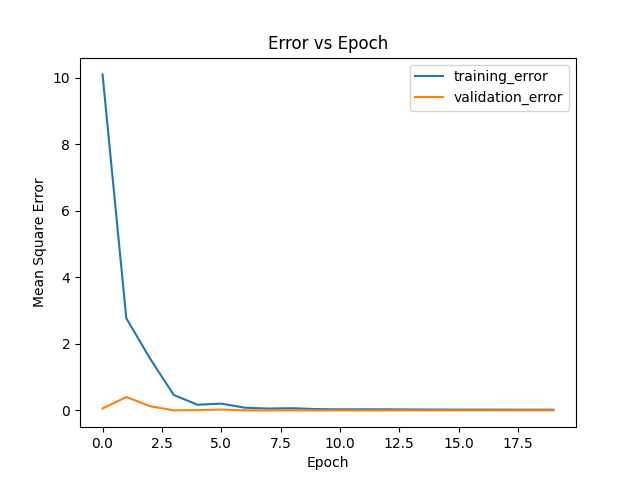 Error vs Epoch
training_error
validation_error
Mean Square Error
10
8
6
4
2
0
0.0 2.5 5.0 7.5 10.0 12.5 15.0 17.5
Epoch